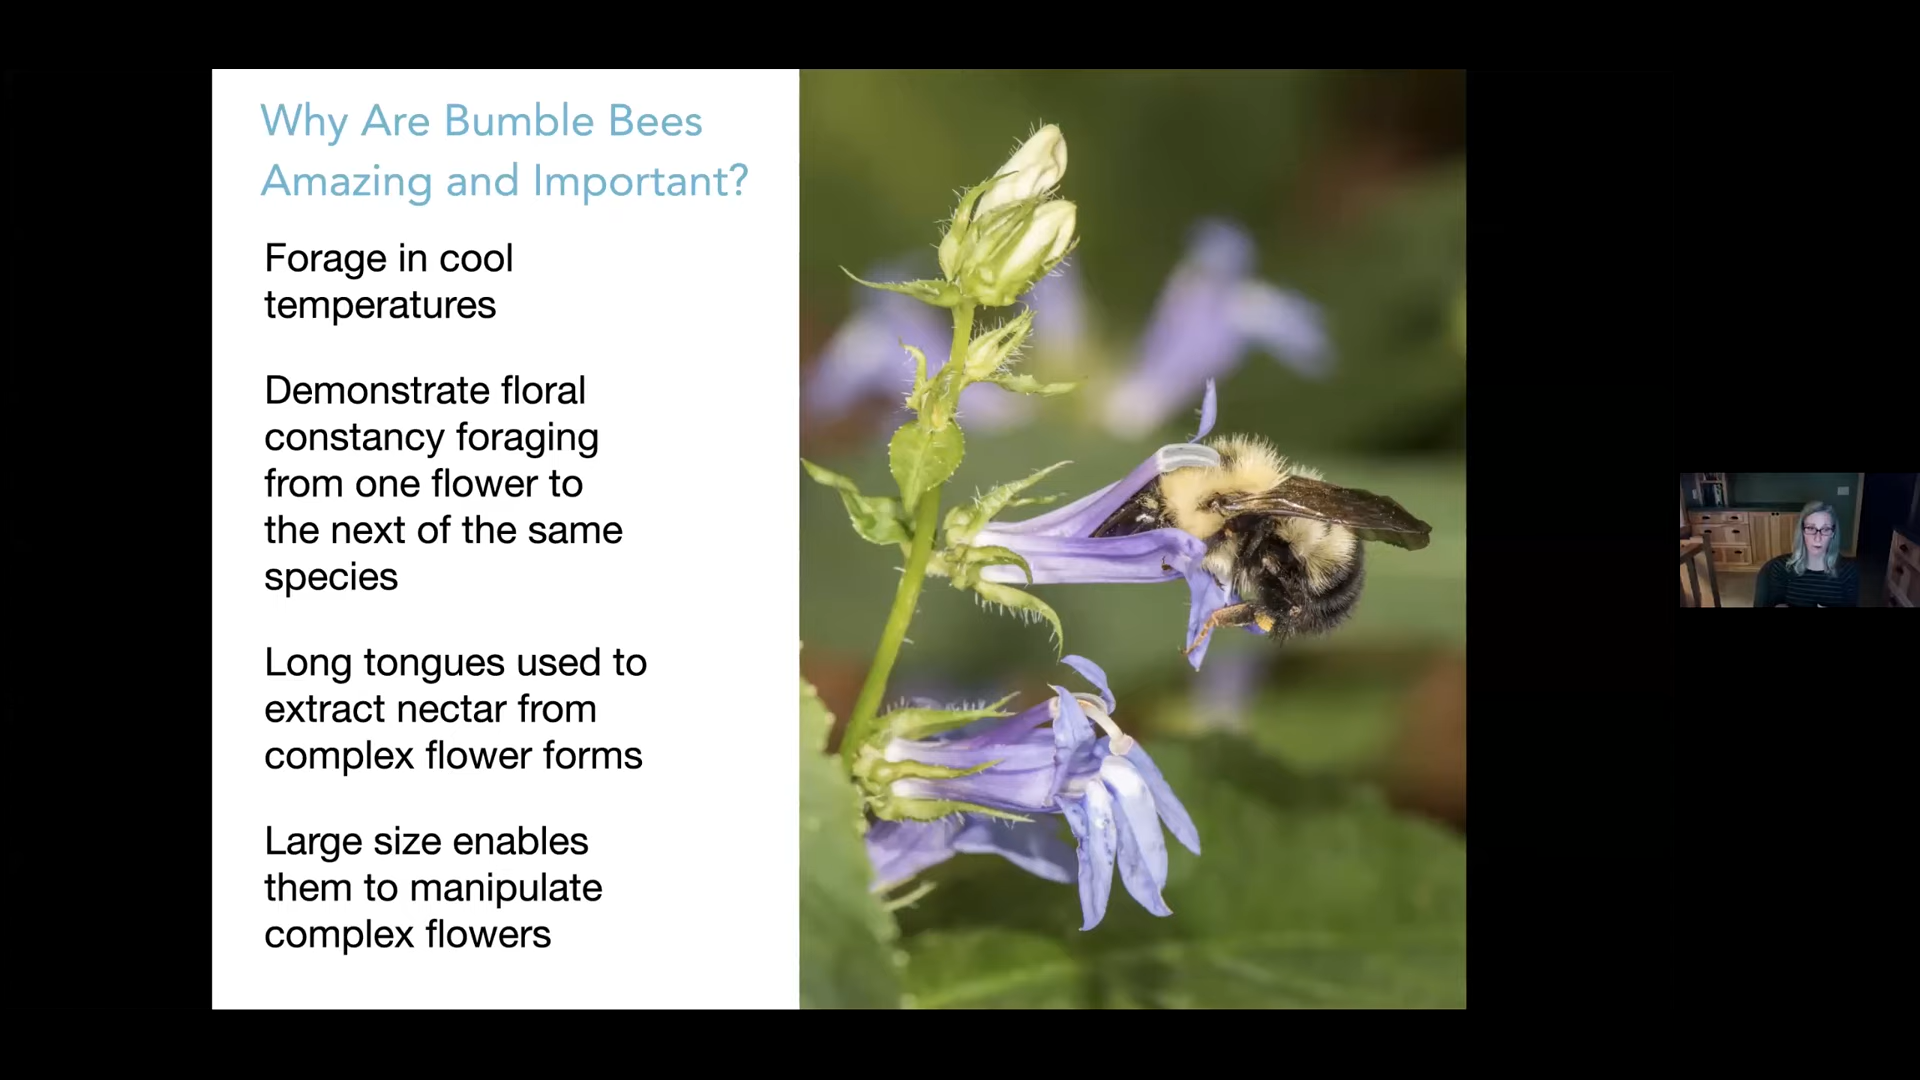 Why Are Bumble Bees
Amazing and Important?
Forage in cool
temperatures
Demonstrate floral
constancy foraging
from one flower to
the next of the same
species
Long tongues used to
extract nectar from
complex flower forms
Large size enables
them to manipulate
complex flowers